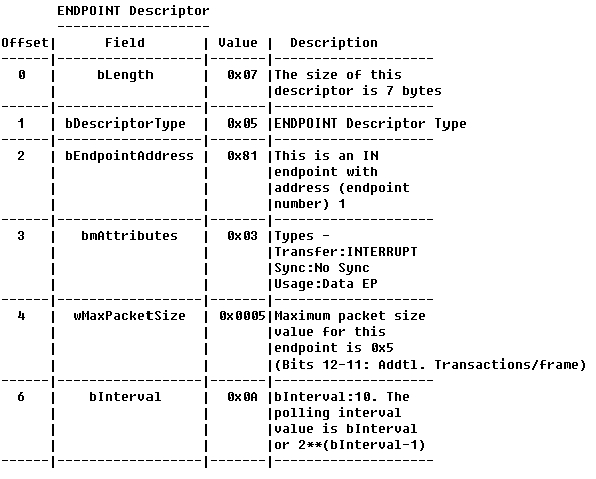 ENDPOINT Descriptor
-------------------
Offset| Field | Value | Description
------|------------------|-------|--------------------
0 | bLength | 0x07 |The size of this
| | |descriptor is 7 bytes
------|------------------|-------|--------------------
1 | bDescriptorType | 0x05 |ENDPOINT Descriptor Type
------|------------------|-------|--------------------
2 | bEndpointAddress | 0x81 |This is an IN
| | |endpoint with
| | |address (endpoint
| | |number) 1
------|------------------|-------|--------------------
3 | bmAttributes | 0x03 |Types -
| | |Transfer:INTERRUPT
| | |Sync:No Sync
| | |Usage:Data EP
------|------------------|-------|--------------------
4 | wMaxPacketSize | 0x0005|Maximum packet size
| | |value for this
| | |endpoint is 0x5
| | |(Bits 12-11: Addtl. Transactions/frame)
------|------------------|-------|--------------------
6 | bInterval | 0x0A |bInterval:10. The
| | |polling interval
| | |value is bInterval
| | |or 2**(bInterval-1)
------|------------------|-------|--------------------